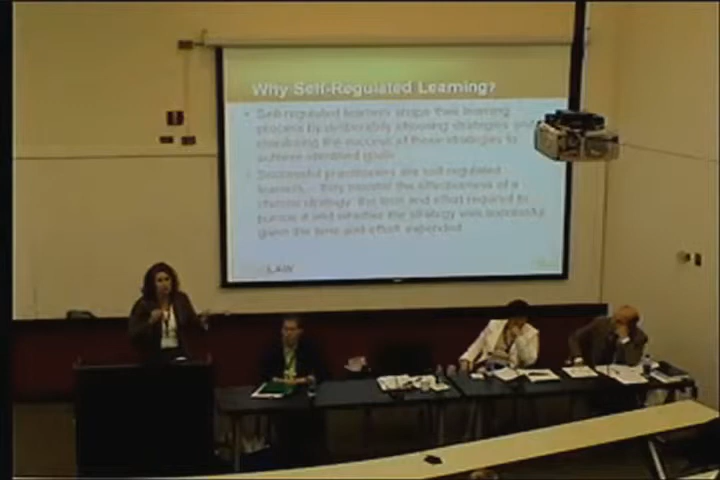 Why Self-Regulated Learning?
• Self-regulated learners shape their learning
process by deliberately choosing strategies and
monitoring the success of those strategies to
achieve identified goals.
• Successful practitioners are self-regulated
learners - they monitor the effectiveness of a
chosen strategy, the time and effort required to
pursue it and whether the strategy was successful
given the time and effort expended.
LAW